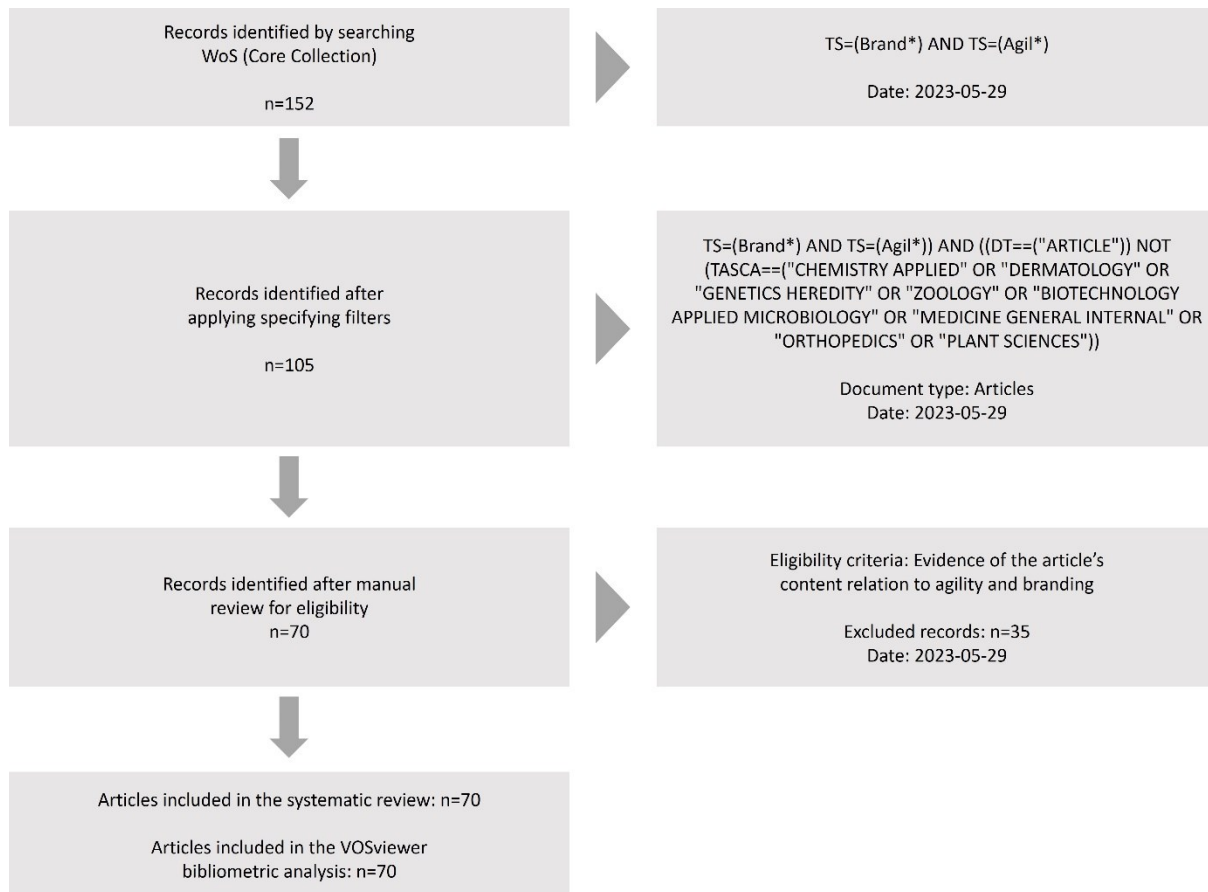 Records identified by searching
WoS (Core Collection)
n=152
TS=(Brand*) AND TS=(Agil*)
Date: 2023-05-29
Records identified after
applying specifying filters
n=105
TS=(Brand*) AND TS=(Agil*)) AND ((DT==("ARTICLE")) NOT
(TASCA==("CHEMISTRY APPLIED" OR "DERMATOLOGY" OR
"GENETICS HEREDITY" OR "ZOOLOGY" OR "BIOTECHNOLOGY
APPLIED MICROBIOLOGY" OR "MEDICINE GENERAL INTERNAL" OR
"ORTHOPEDICS" OR "PLANT SCIENCES"))
Document type: Articles
Date: 2023-05-29
Records identified after manual
review for eligibility
n=70
Eligibility criteria: Evidence of the article's
content relation to agility and branding
Excluded records: n=35
Date: 2023-05-29
Articles included in the systematic review: n=70
Articles included in the VOSviewer
bibliometric analysis: n=70